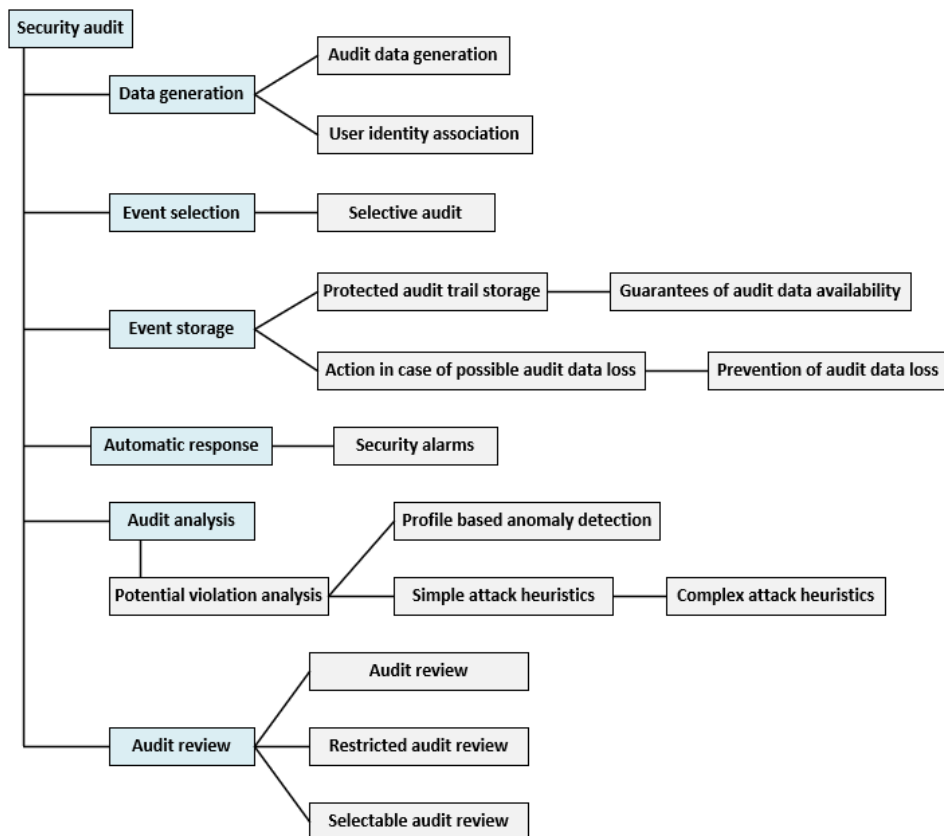 Security audit
Audit data generation
Data generation
User identity association
Event selection
Selective audit
Protected audit trail storage
Guarantees of audit data availability
Event storage
Action in case of possible audit data loss
Prevention of audit data loss
Automatic response
Security alarms
Audit analysis
Profile based anomaly detection
Potential violation analysis
Simple attack heuristics
Complex attack heuristics
Audit review
Audit review
Restricted audit review
Selectable audit review